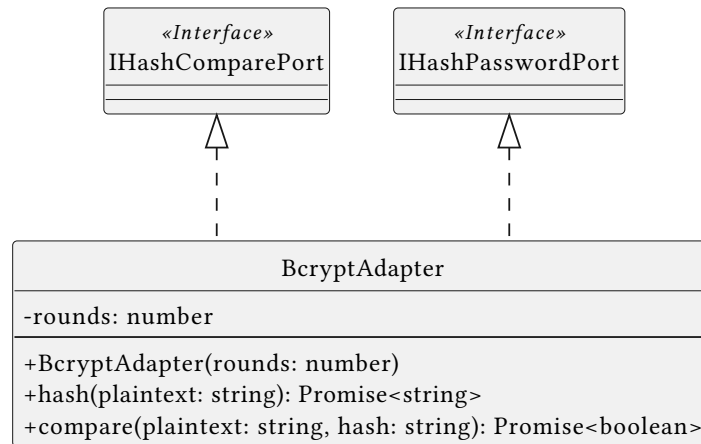 «Interface»
IHashComparePort
«Interface»
IHashPasswordPort
BcryptAdapter
-rounds: number
+BcryptAdapter(rounds: number)
+hash(plaintext: string): Promise<string>
+compare(plaintext: string, hash: string): Promise<boolean>